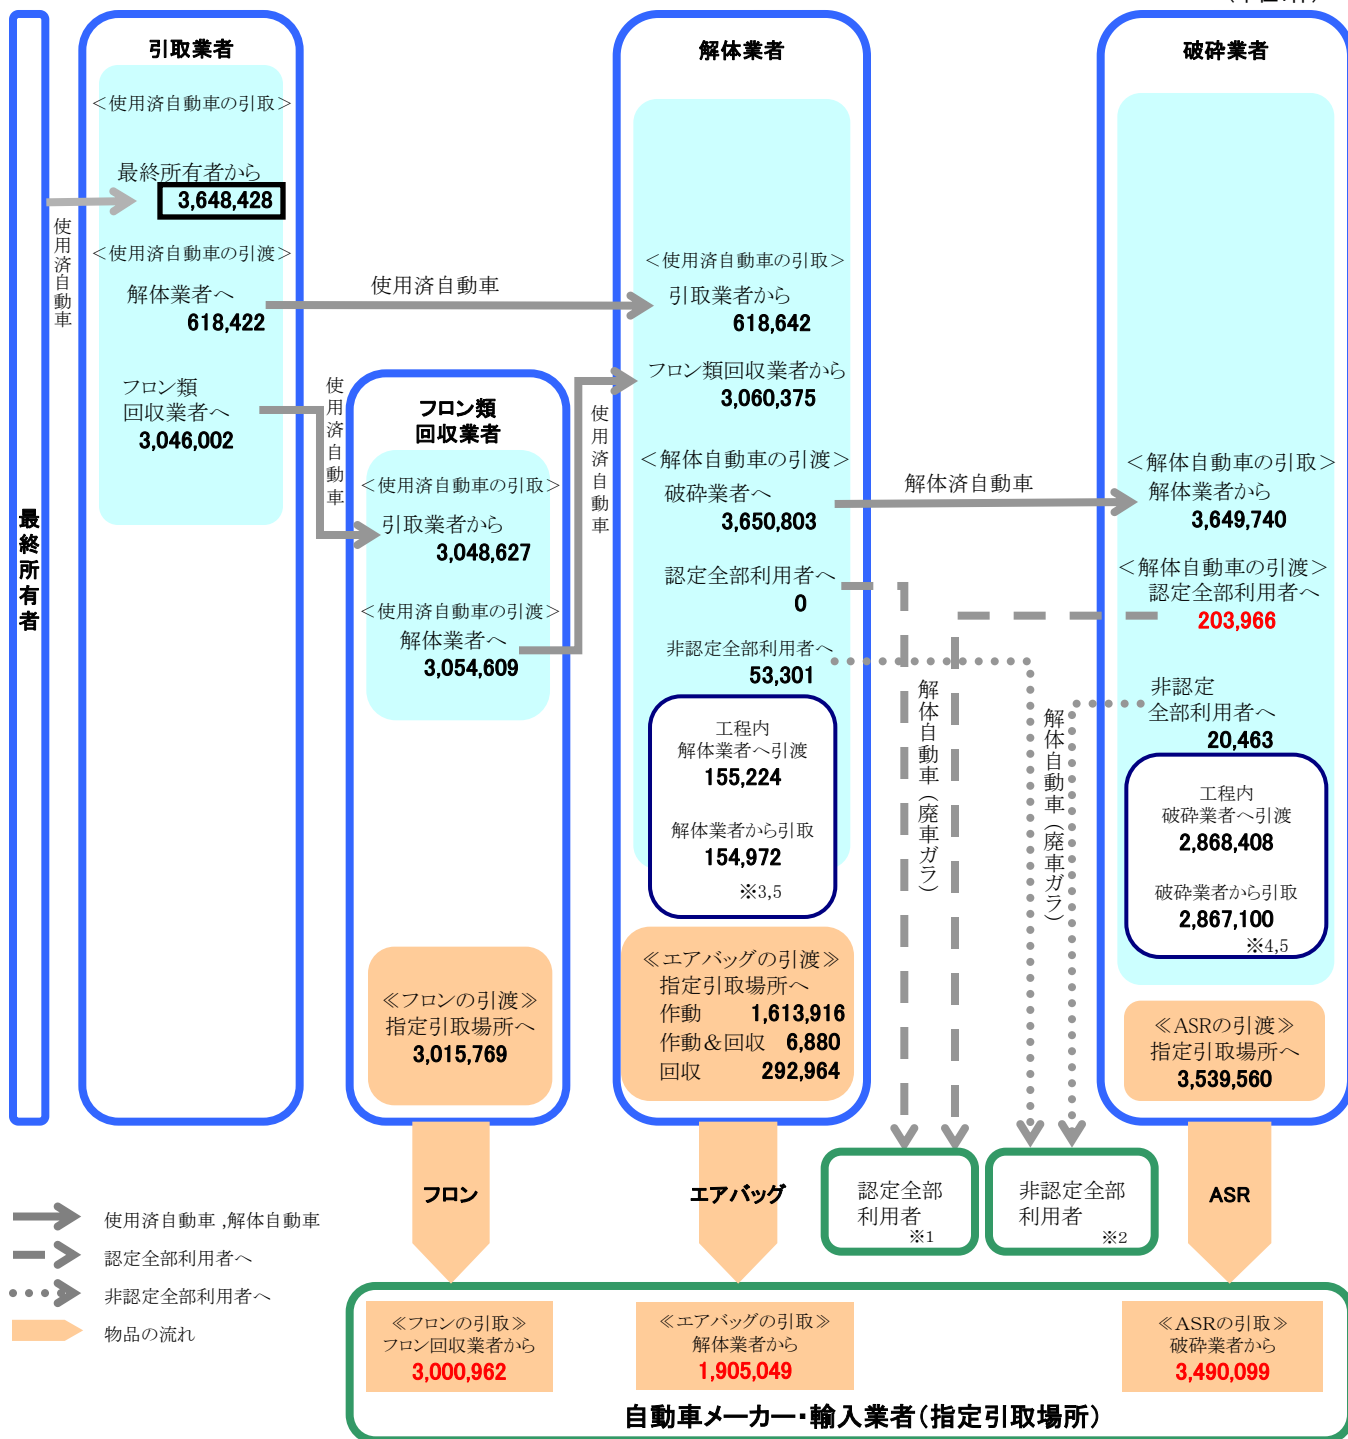 最終所有者
引取業者
<使用済自動車の引取>
最終所有者から
3,648,428
使用済自動車
<使用済自動車の引渡>
解体業者へ
618,422
フロン類
回収業者へ
3,046,002
使用済自動車
使用済自動車
フロン類
回収業者
<使用済自動車の引取>
引取業者から
3,048,627
<使用済自動車の引渡>
解体業者へ
3,054,609
使用済自動車
≪フロンの引渡≫
指定引取場所へ
3,015,769
解体業者
<使用済自動車の引取>
引取業者から
618,642
フロン類回収業者から
3,060,375
<解体自動車の引渡>
破砕業者へ
3,650,803
認定全部利用者へ
0
非認定全部利用者へ
53,301
工程内
解体業者へ引渡
155,224
解体業者から引取
154,972
※3,5
≪エアバッグの引渡≫
指定引取場所へ
作動 1,613,916
作動＆回収 6,880
回収 292,964
解体済自動車
解体自動車（廃車ガラ）
解体自動車（廃車ガラ）
破砕業者
<解体自動車の引取>
解体業者から
3,649,740
<解体自動車の引渡>
認定全部利用者へ
203,966
非認定
全部利用者へ
20,463
工程内
破砕業者へ引渡
2,868,408
破砕業者から引取
2,867,100
※4,5
≪ASRの引渡≫
指定引取場所へ
3,539,560
フロン
エアバッグ
認定全部
利用者
※1
非認定全部
利用者
※2
ASR
使用済自動車 ,解体自動車
認定全部利用者へ
非認定全部利用者へ
物品の流れ
≪フロンの引取≫
フロン回収業者から
3,000,962
≪エアバッグの引取≫
解体業者から
1,905,049
≪ASRの引取≫
破砕業者から
3,490,099
自動車メーカー・輸入業者（指定引取場所）